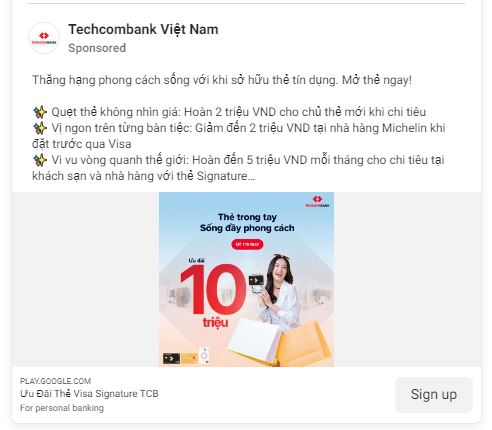 Techcombank Việt Nam
Sponsored
Thăng hạng phong cách sống với khi sở hữu thẻ tín dụng. Mở thẻ ngay!
✨ Quẹt thẻ không nhìn giá: Hoàn 2 triệu VND cho chủ thẻ mới khi chi tiêu
✨ Vị ngon trên từng bàn tiệc: Giảm đến 2 triệu VND tại nhà hàng Michelin khi
đặt trước qua Visa
✨ Vi vu vòng quanh thế giới: Hoàn đến 5 triệu VND mỗi tháng cho chi tiêu tại
khách sạn và nhà hàng với thẻ Signature...
TECHCOMBANK
Thẻ trong tay
Sống đầy phong cách
Mở thẻ ngay
Ưu đãi
10
triệu
PLAY.GOOGLE.COM
Ưu Đãi Thẻ Visa Signature TCB
For personal banking
Sign up